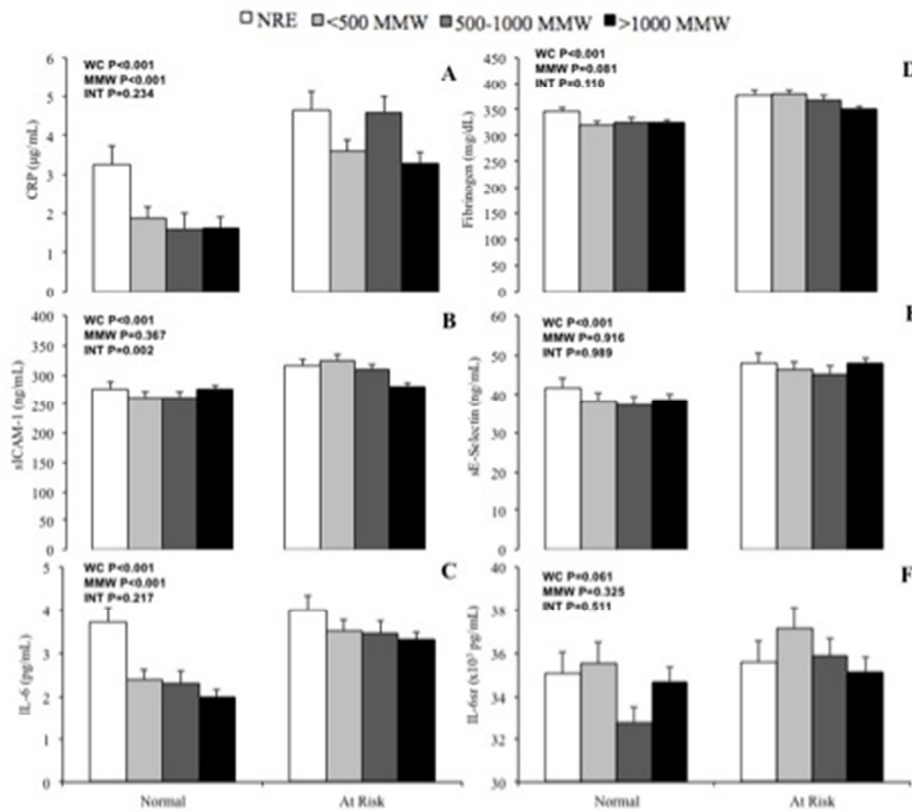 NRE <500 MMW 500-1000 MMW >1000 MMW
A
WC P<0.001
MMW P<0.001
INT P=0.234
CRP (µg/mL)
6
5
4
3
2
1
0
D
WC P<0.001
MMW P=0.081
INT P=0.110
Fibrinogen (mg/dL)
450
400
350
300
250
200
150
100
50
0
B
WC P<0.001
MMW P=0.367
INT P=0.002
sICAM-1 (ng/mL)
400
350
300
250
200
150
100
50
0
WC P<0.001
MMW P=0.916
INT P=0.989
sE-Selectin (ng/mL)
60
50
40
30
20
10
0
C
WC P<0.001
MMW P<0.001
INT P=0.217
IL-6 (pg/mL)
5
4
3
2
1
0
Normal At Risk
F
WC P=0.061
MMW P=0.325
INT P=0.511
IL-6sr (x10³ pg/mL)
40
38
36
34
32
30
Normal At Risk